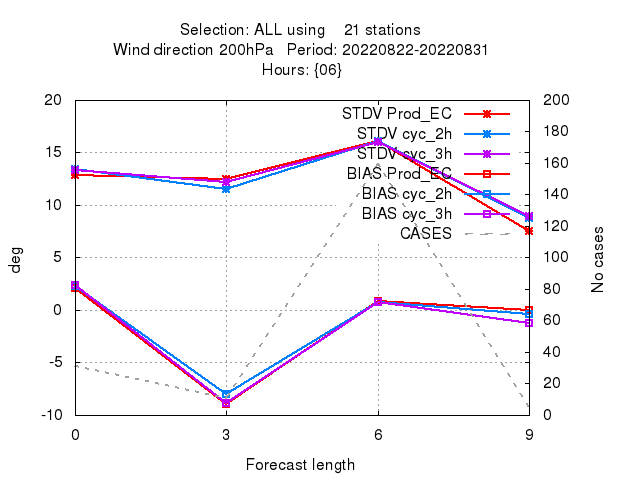 Selection: ALL using    21 stations
Wind direction 200hPa   Period: 20220822-20220831
Hours: {06}
20
15
10
5
0
-5
-10
200
180
160
140
120
100
80
60
40
20
0
STDV Prod_EC
STDV cyc_2h
STDV cyc_3h
BIAS Prod_EC
BIAS cyc_2h
BIAS cyc_3h
CASES
deg
No cases
0 3 6 9
Forecast length